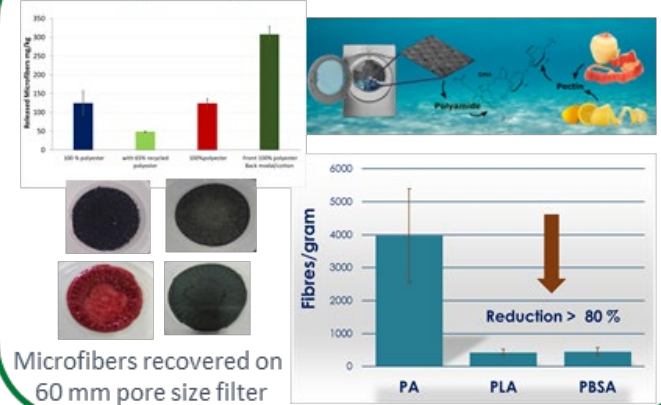 Released Microfibers mg/kg
350
300
250
200
150
100
50
0
100 % polyester
with 65% recycled
polyester
100%polyester
Front 100% polyester
Back modal/cotton
GMA
Polyamide
Pectin
Microfibers recovered on
60 mm pore size filter
Fibres/gram
6000
5000
4000
3000
2000
1000
0
Reduction > 80 %
PA
PLA
PBSA